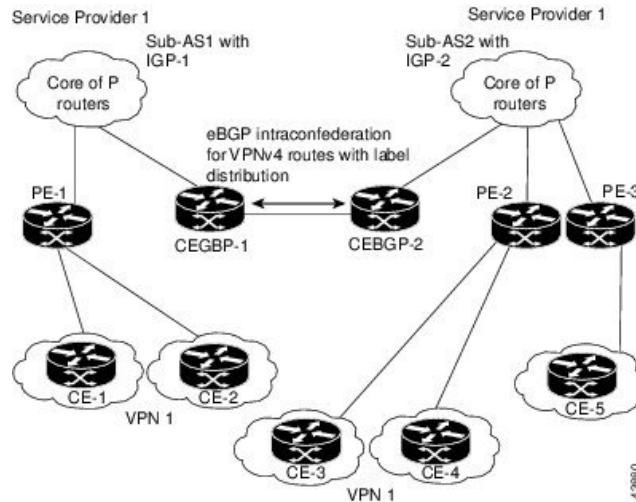 Service Provider 1
Service Provider 1
Sub-AS1 with
IGP-1
Sub-AS2 with
IGP-2
Core of P
routers
Core of P
routers
eBGP intraconfederation
for VPNv4 routes with label
distribution
PE-1
CEGBP-1
CEBGP-2
PE-2
PE-3
CE-1
CE-2
VPN 1
CE-3
CE-4
CE-5
VPN 1